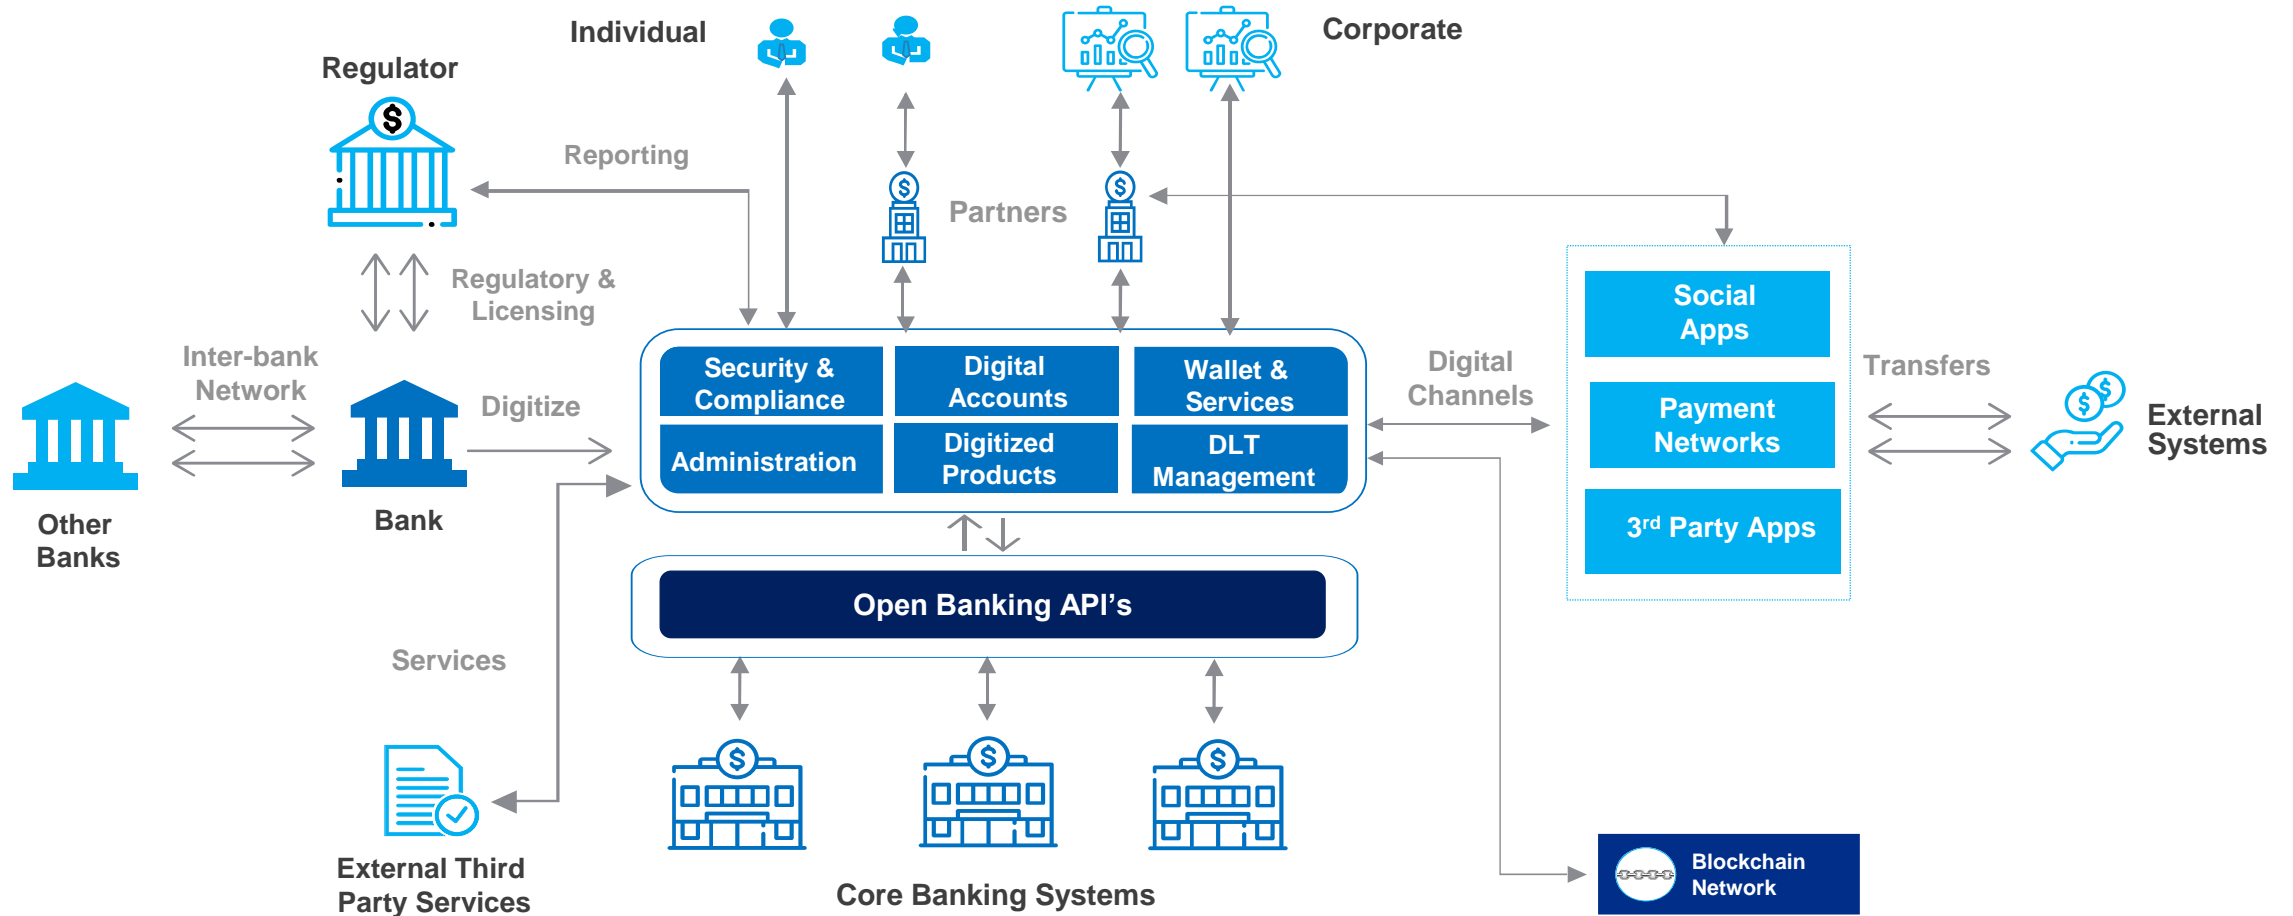 Individual
Corporate
Regulator
$
Reporting
$
$
Partners
Regulatory &
Licensing
Social
Apps
Inter-bank
Network
Digitize
Security &
Compliance
Digital
Accounts
Wallet &
Services
Digital
Channels
Transfers
Payment
Networks
$
$
External
Systems
Administration
Digitized
Products
DLT
Management
Other
Banks
Bank
3rd Party Apps
Open Banking API's
Services
$
$
$
External Third
Party Services
Core Banking Systems
Blockchain
Network